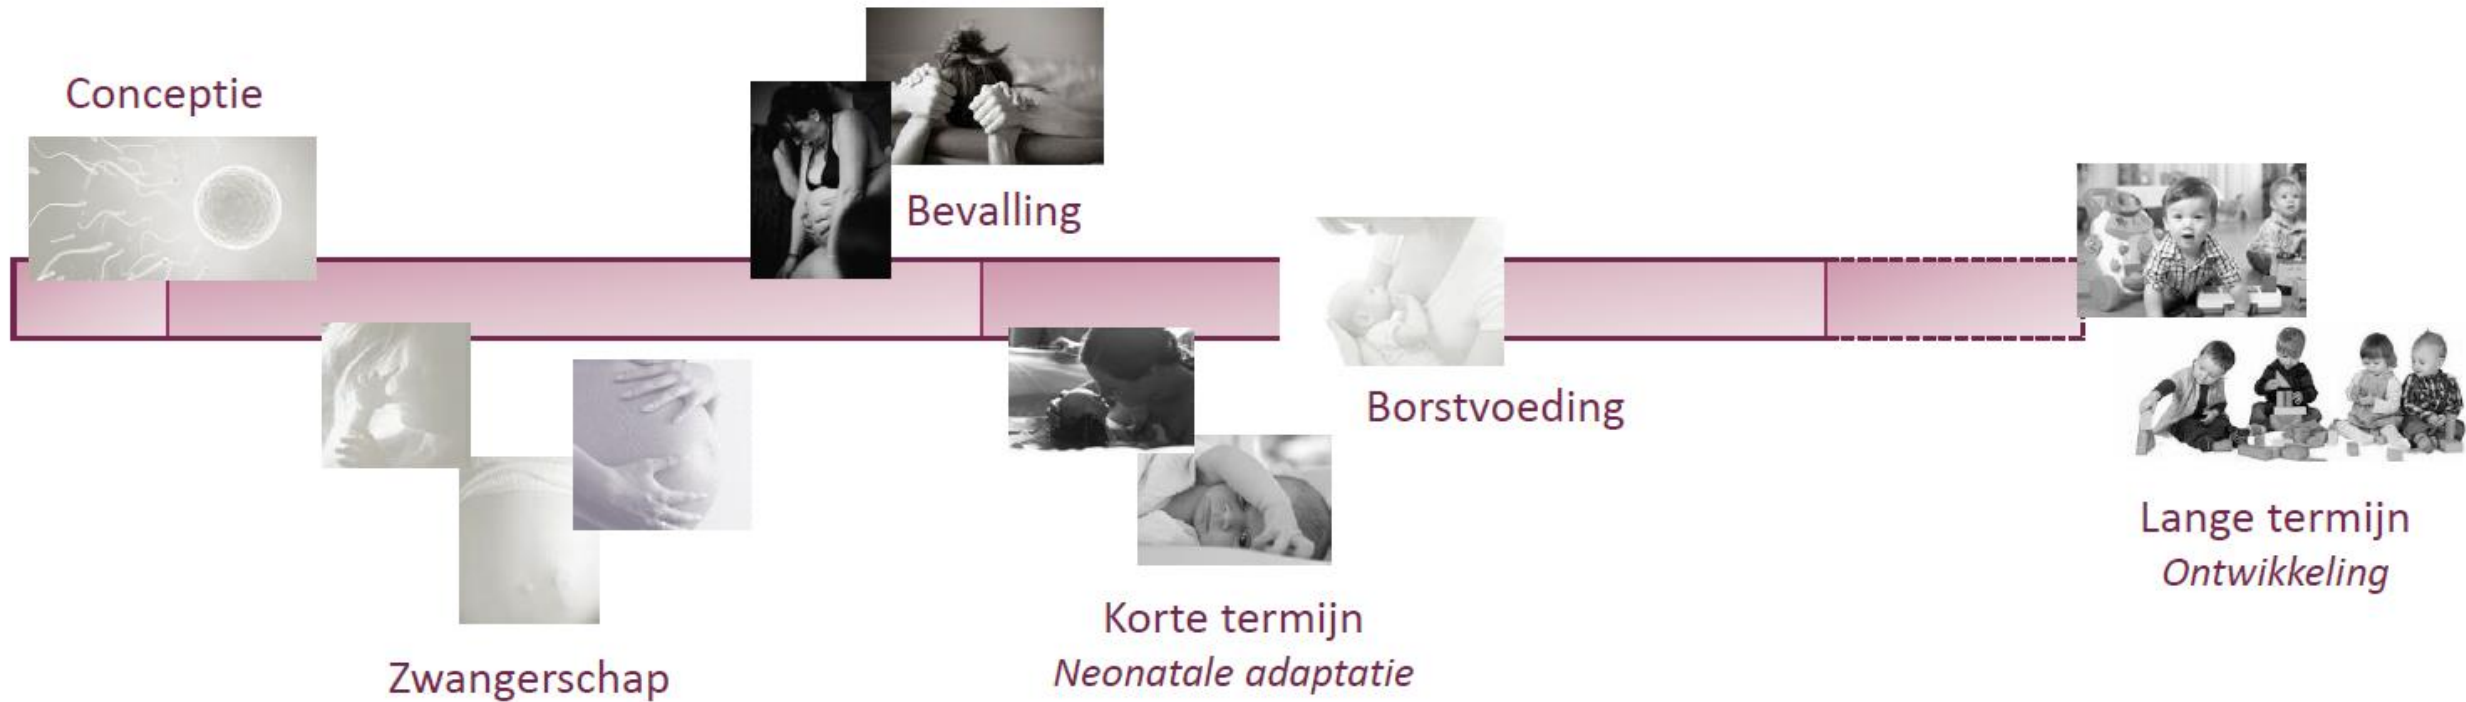 Conceptie
Bevalling
Borstvoeding
Lange termijn
Ontwikkeling
Korte termijn
Neonatale adaptatie
Zwangerschap